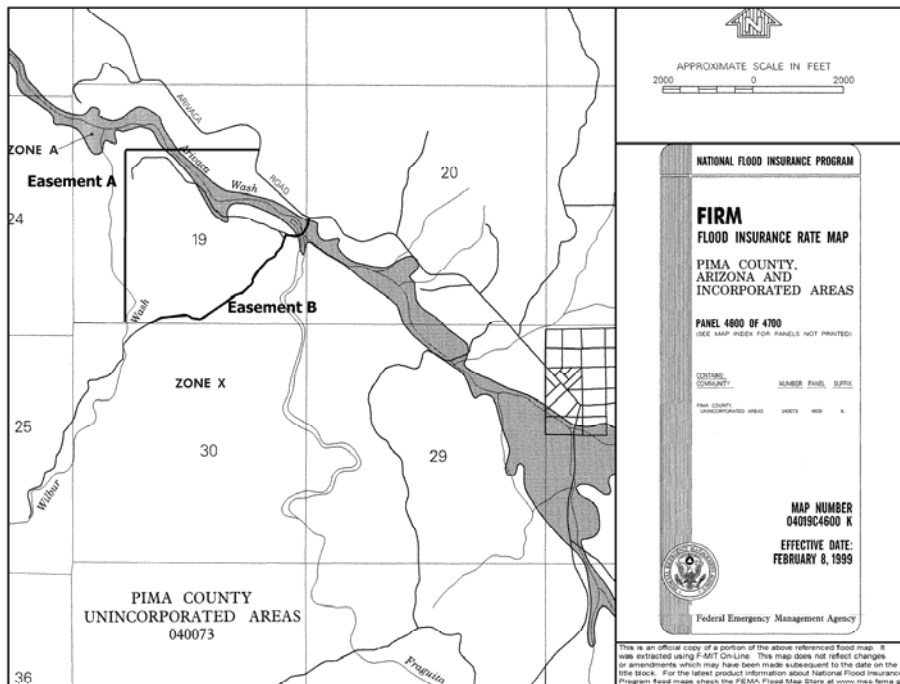 N
APPROXIMATE SCALE IN FEET
2000 0 2000
ARIVACA
ROAD
ZONE A
Arivaca
Wash
Easement A
20
24
19
Easement B
Wash
ZONE X
25
30
29
Wilbur
PIMA COUNTY
UNINCORPORATED AREAS
040073
Fraguita
36
NATIONAL FLOOD INSURANCE PROGRAM
FIRM
FLOOD INSURANCE RATE MAP
PIMA COUNTY,
ARIZONA AND
INCORPORATED AREAS
PANEL 4600 OF 4700
(SEE MAP INDEX FOR PANELS NOT PRINTED)
CONTAINS:
COMMUNITY NUMBER PANEL SUFFIX
PIMA COUNTY,
UNINCORPORATED AREAS 040073 4600 K
MAP NUMBER
04019C4600 K
EFFECTIVE DATE:
FEBRUARY 8, 1999
Federal Emergency Management Agency
This is an official copy of a portion of the above referenced flood map. It
was extracted using F-MIT On-Line. This map does not reflect changes
or amendments which may have been made subsequent to the date on the
title block. For the latest product information about National Flood Insurance
Program flood maps check the FEMA Flood Map Store at www.msc.fema.g